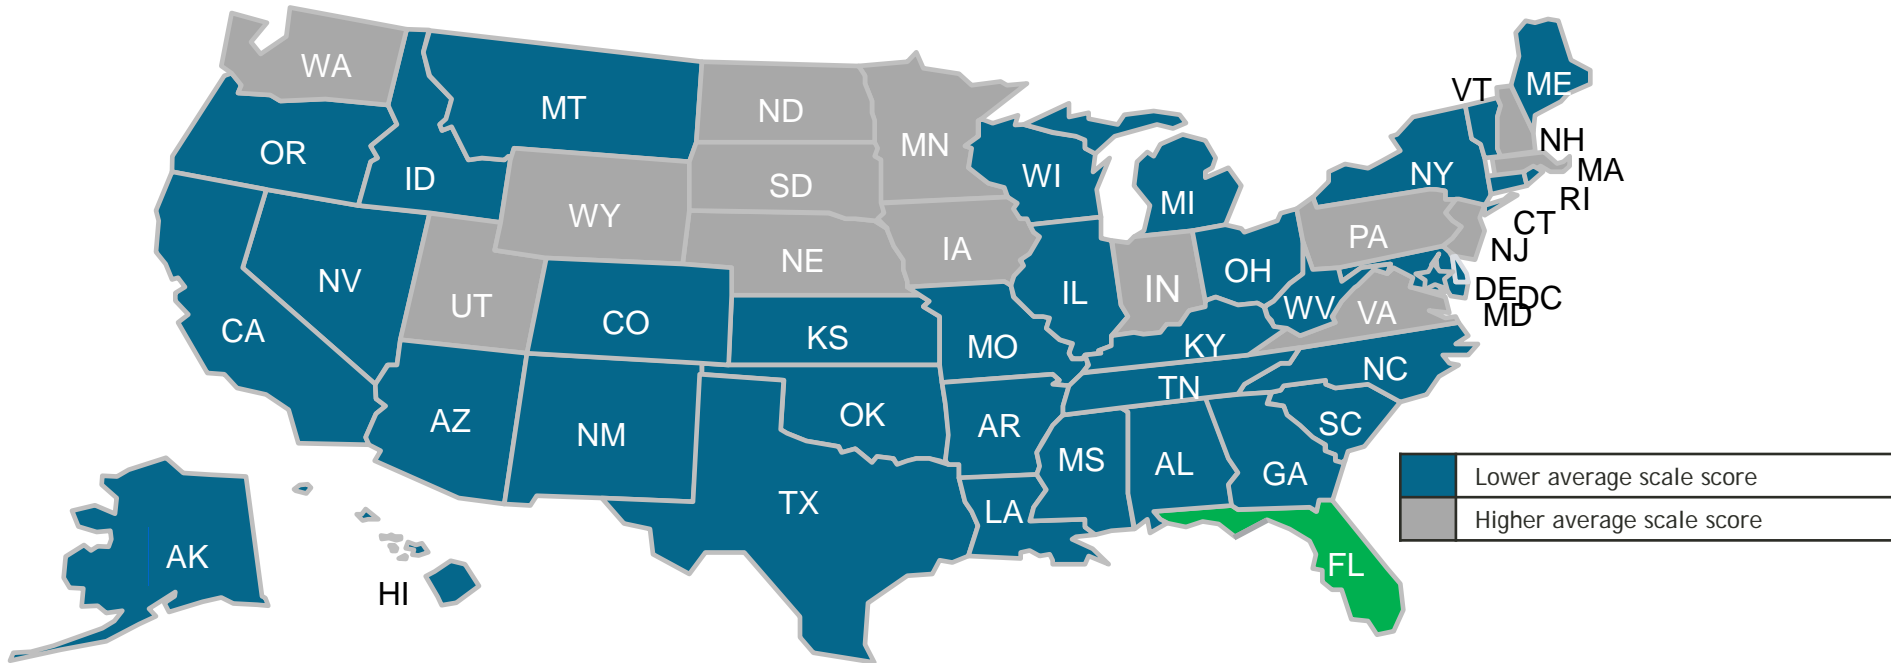 WA
MT
ND
MN
VT
ME
OR
ID
SD
WI
NY
NH
MA
WY
MI
RI
IA
PA
CT
NE
NJ
NV
OH
UT
IL
IN
DE
DC
CA
CO
WV
VA
MD
KS
MO
KY
NC
TN
AZ
NM
OK
AR
SC
MS
AL
GA
Lower average scale score
TX
LA
Higher average scale score
AK
FL
HI